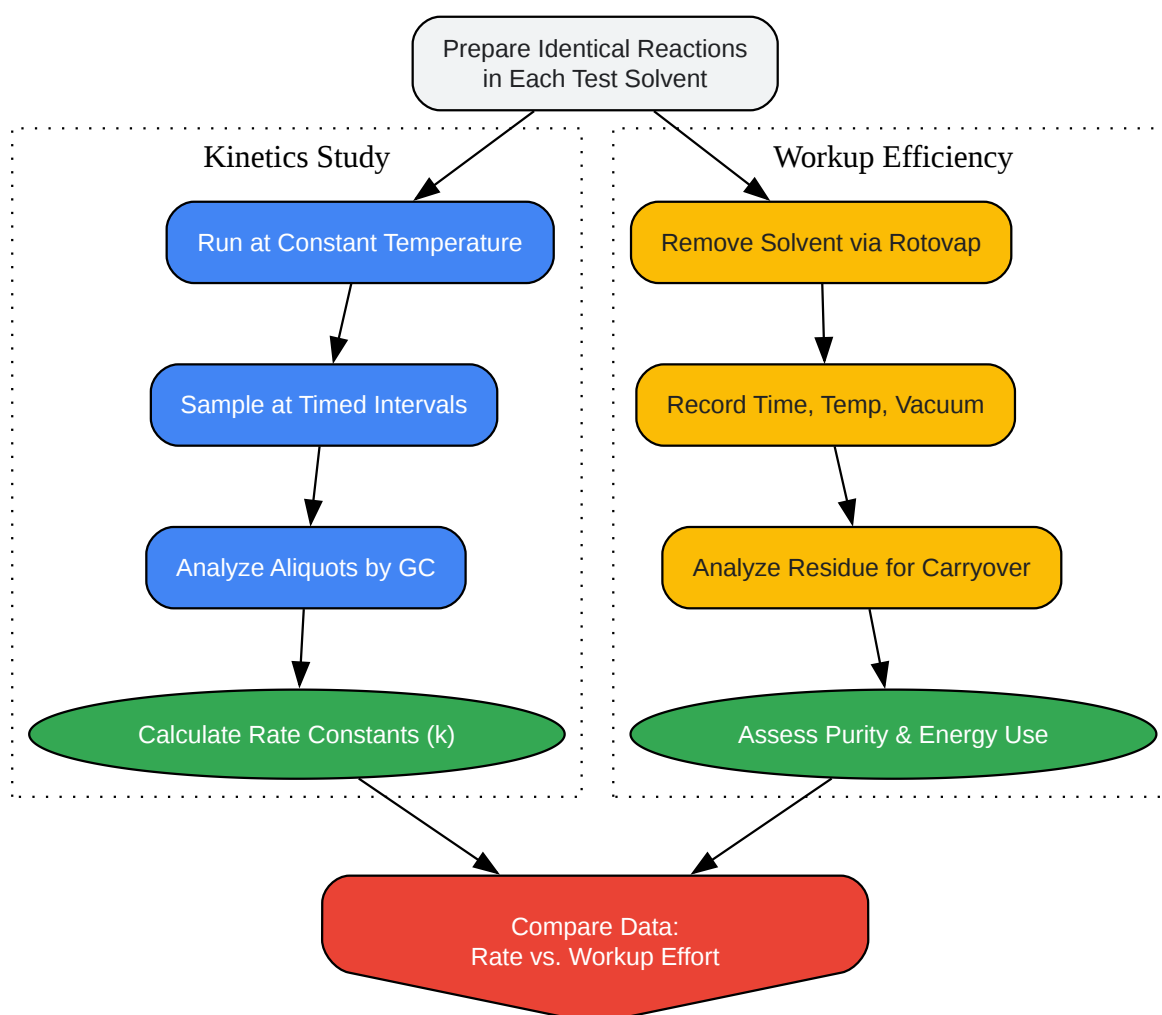 Prepare Identical Reactions
in Each Test Solvent
Kinetics Study
Run at Constant Temperature
Sample at Timed Intervals
Analyze Aliquots by GC
Calculate Rate Constants (k)
Workup Efficiency
Remove Solvent via Rotovap
Record Time, Temp, Vacuum
Analyze Residue for Carryover
Assess Purity & Energy Use
Compare Data:
Rate vs. Workup Effort